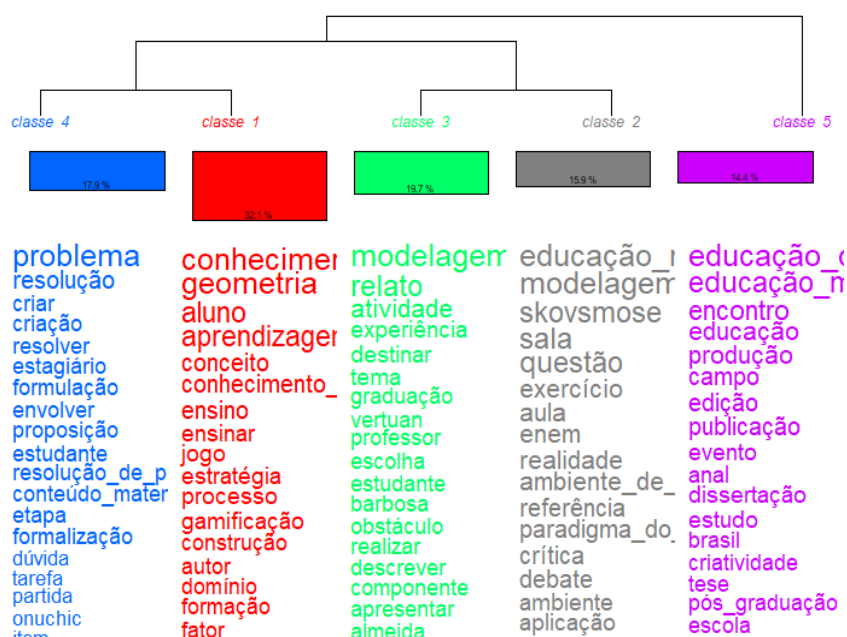 classe 4
classe 1
classe 3
classe 2
classe 5
17.9 %
32.1 %
19.7 %
15.9 %
14.4 %
problema
resolução
criar
criação
resolver
estagiário
formulação
envolver
proposição
estudante
resolução_de_p
conteúdo_mater
etapa
formalização
dúvida
tarefa
partida
onuchic
item
conhecimer
geometria
aluno
aprendizager
conceito
conhecimento_
ensino
ensinar
jogo
estratégia
processo
gamificação
construção
autor
domínio
formação
fator
modelagem
relato
atividade
experiência
destinar
tema
graduação
vertuan
professor
escolha
estudante
barbosa
obstáculo
realizar
descrever
componente
apresentar
almeida
educação_r
modelagem
skovsmose
sala
questão
exercício
aula
enem
realidade
ambiente_de_
referência
paradigma_do_
crítica
debate
ambiente
aplicação
educação_c
educação_m
encontro
educação
produção
campo
edição
publicação
evento
anal
dissertação
estudo
brasil
criatividade
tese
pós_graduação
escola